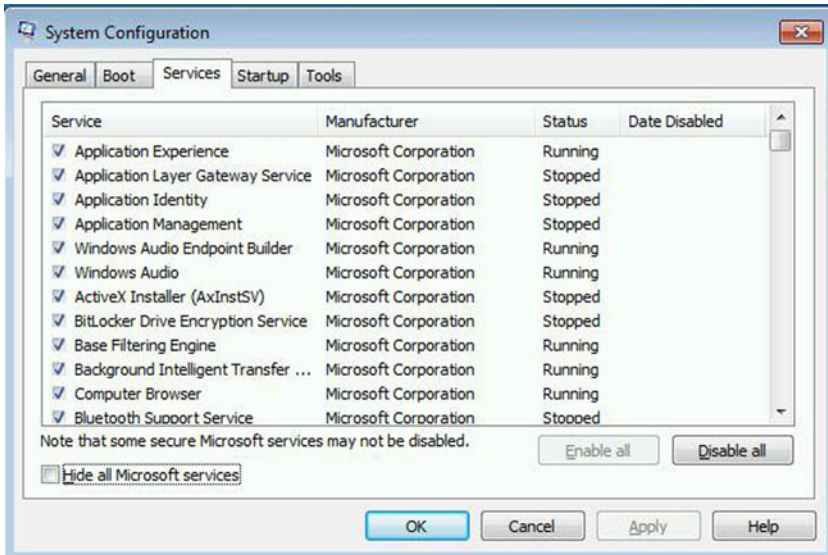 System Configuration
General Boot Services Startup Tools
Service Manufacturer Status Date Disabled
Application Experience Microsoft Corporation Running
Application Layer Gateway Service Microsoft Corporation Stopped
Application Identity Microsoft Corporation Stopped
Application Management Microsoft Corporation Stopped
Windows Audio Endpoint Builder Microsoft Corporation Running
Windows Audio Microsoft Corporation Running
ActiveX Installer (AxInstSV) Microsoft Corporation Stopped
BitLocker Drive Encryption Service Microsoft Corporation Stopped
Base Filtering Engine Microsoft Corporation Running
Background Intelligent Transfer ... Microsoft Corporation Running
Computer Browser Microsoft Corporation Running
Bluetooth Support Service Microsoft Corporation Stopped
Note that some secure Microsoft services may not be disabled.
Enable all Disable all
Hide all Microsoft services
OK Cancel Apply Help